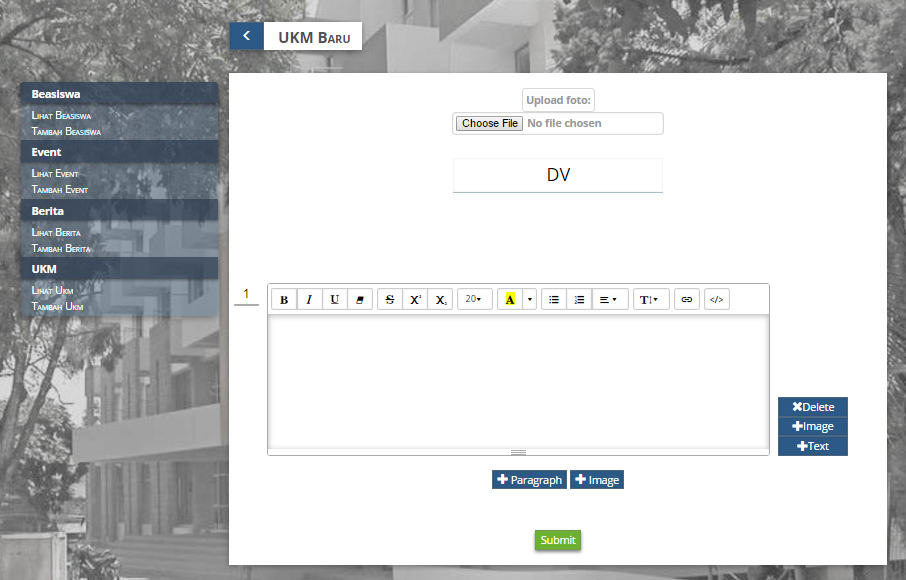 UKM Baru
Beasiswa
Lihat Beasiswa
Tambah Beasiswa
Event
Lihat Event
Tambah Event
Berita
Lihat Berita
Tambah Berita
UKM
Lihat Ukm
Tambah Ukm
Upload foto:
Choose File No file chosen
DV
1
B I U S X² X₂ 20 A T↕ </>
Delete
Image
Text
Paragraph Image
Submit